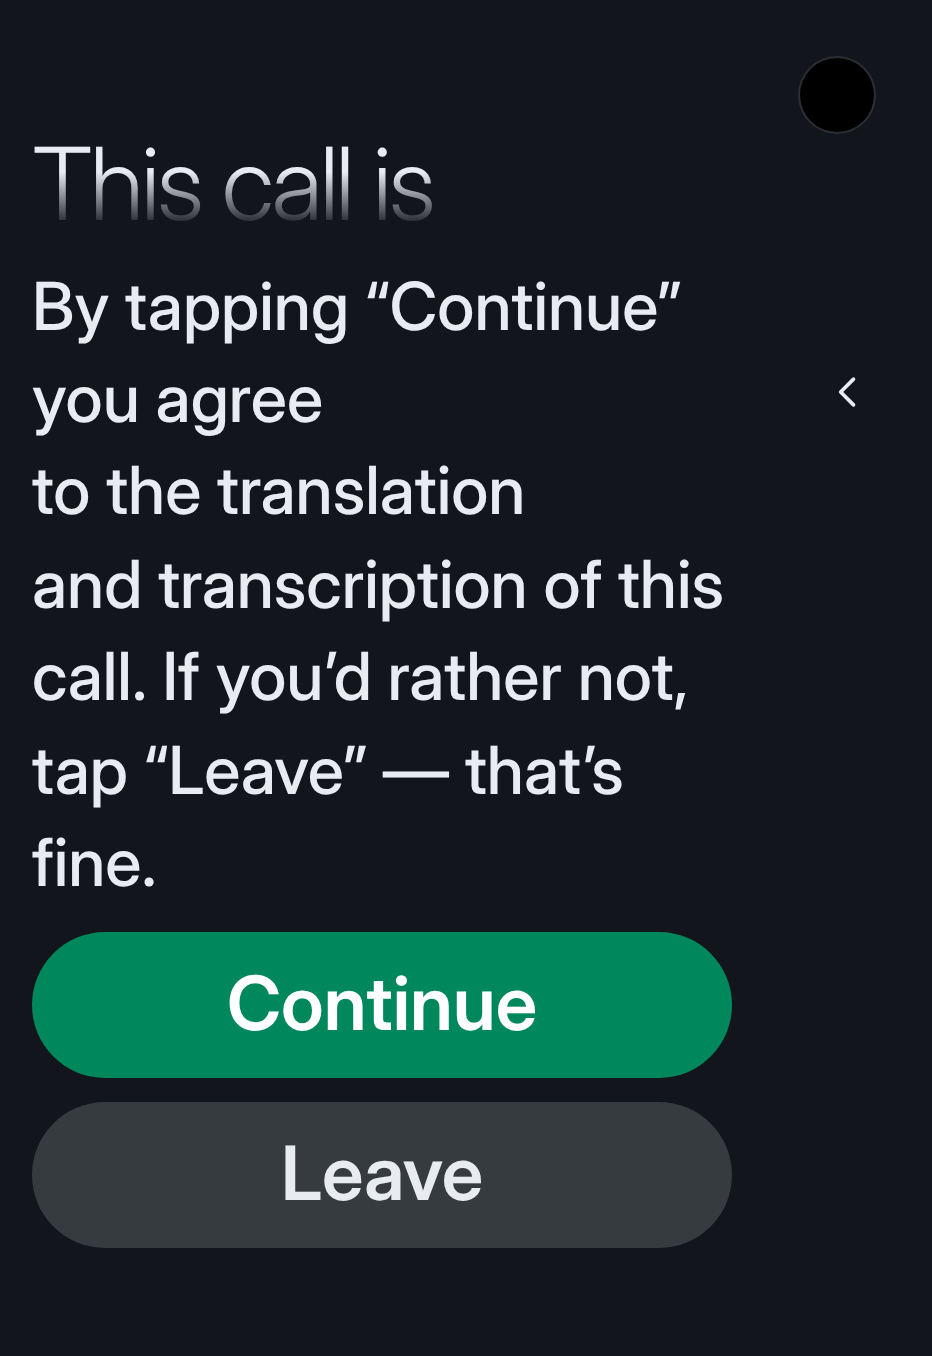 This call is
By tapping “Continue”
you agree
to the translation
and transcription of this
call. If you’d rather not,
tap “Leave” — that’s
fine.
Continue
Leave